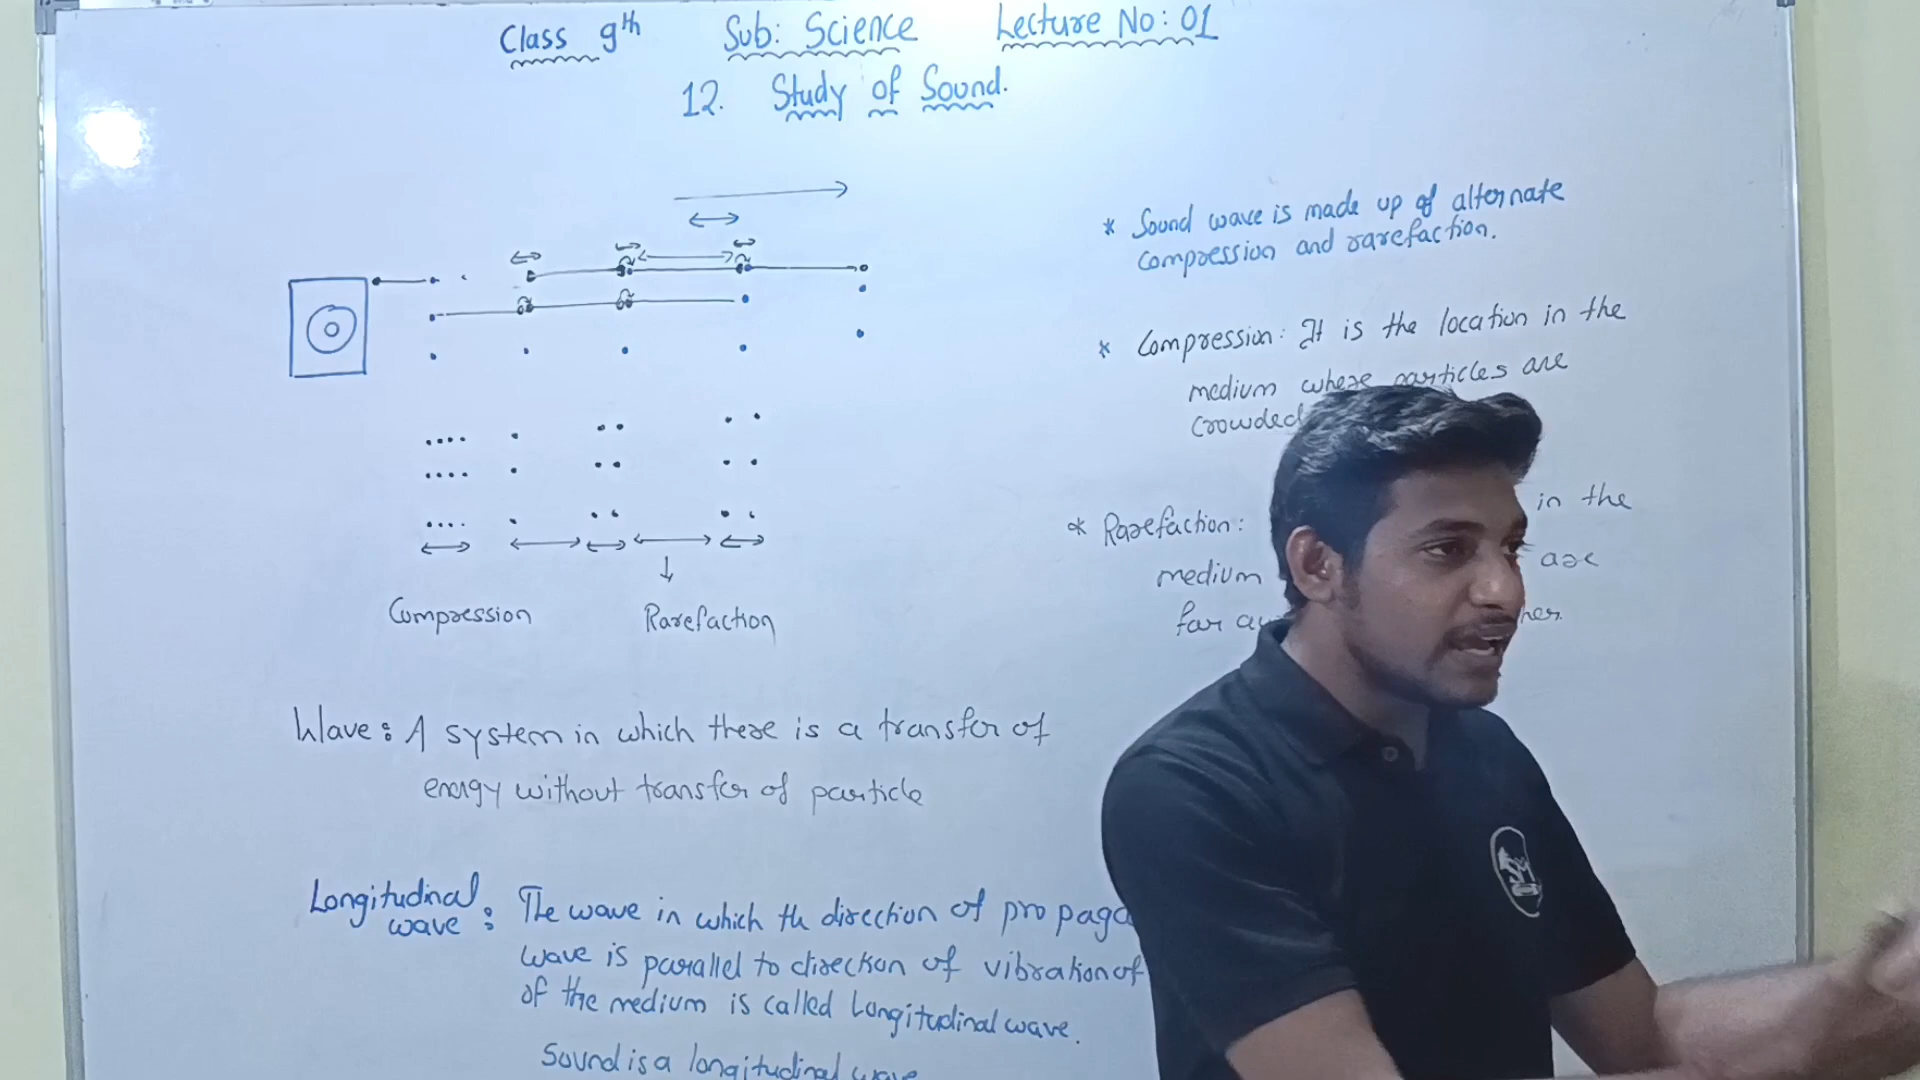 Class 9th Sub: Science Lecture No: 01
12. Study of Sound.
* Sound wave is made up of alternate
compression and rarefaction.
* Compression: It is the location in the
medium where particles are
crowded
* Rarefaction: in the
medium are
far
Compression Rarefaction
Wave: A system in which there is a transfer of
energy without transfer of particle
Longitudinal wave: The wave in which the direction of
wave is parallel to direction of vibration of
of the medium is called Longitudinal wave.
Sound is a longitudinal wave